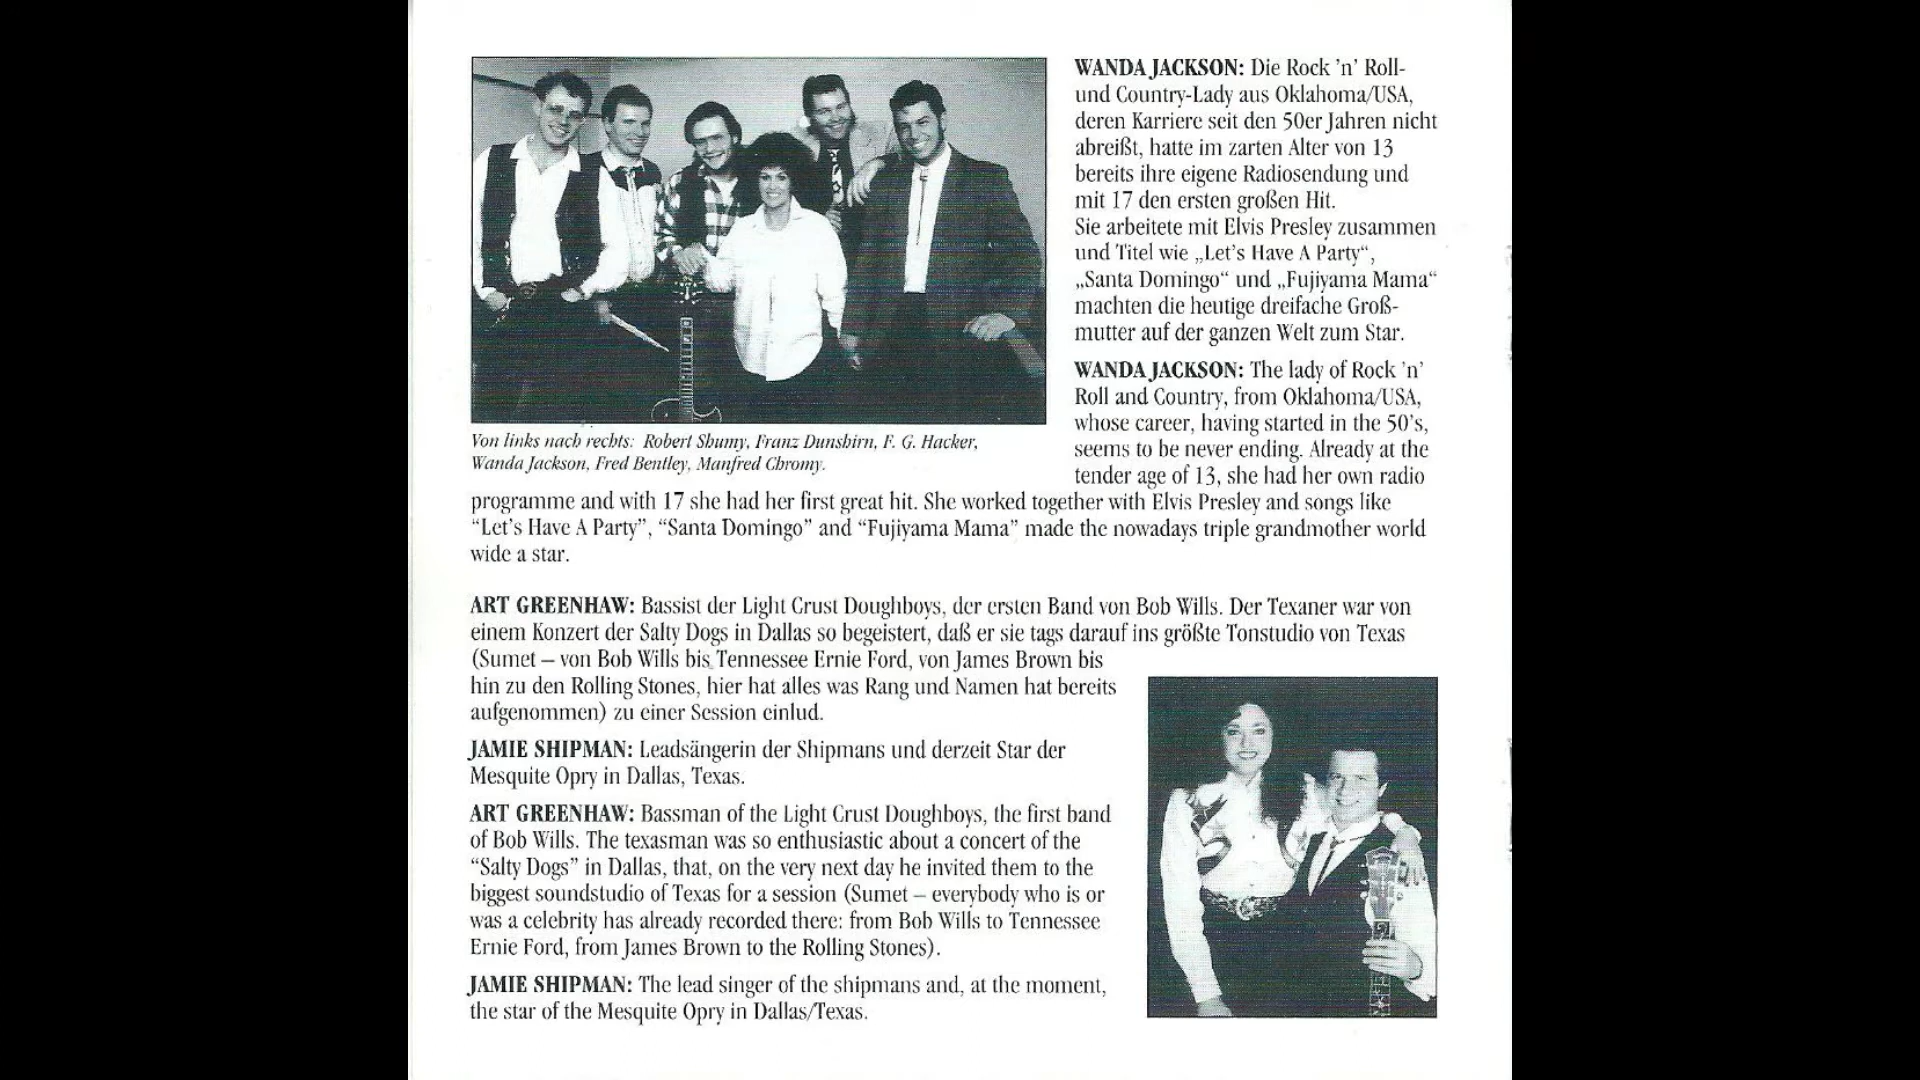 WANDA JACKSON: Die Rock 'n' Roll-
und Country-Lady aus Oklahoma/USA,
deren Karriere seit den 50er Jahren nicht
abreißt, hatte im zarten Alter von 13
bereits ihre eigene Radiosendung und
mit 17 den ersten großen Hit.
Sie arbeitete mit Elvis Presley zusammen
und Titel wie „Let's Have A Party“,
„Santa Domingo“ und „Fujiyama Mama“
machten die heutige dreifache Groß-
mutter auf der ganzen Welt zum Star.
Von links nach rechts: Robert Shumy, Franz Dunshirn, F. G. Hacker,
Wanda Jackson, Fred Bentley, Manfred Chromy.
WANDA JACKSON: The lady of Rock 'n'
Roll and Country, from Oklahoma/USA,
whose career, having started in the 50's,
seems to be never ending. Already at the
tender age of 13, she had her own radio
programme and with 17 she had her first great hit. She worked together with Elvis Presley and songs like
“Let's Have A Party”, “Santa Domingo” and “Fujiyama Mama” made the nowadays triple grandmother world
wide a star.
ART GREENHAW: Bassist der Light Crust Doughboys, der ersten Band von Bob Wills. Der Texaner war von
einem Konzert der Salty Dogs in Dallas so begeistert, daß er sie tags darauf ins größte Tonstudio von Texas
(Sumet – von Bob Wills bis Tennessee Ernie Ford, von James Brown bis
hin zu den Rolling Stones, hier hat alles was Rang und Namen hat bereits
aufgenommen) zu einer Session einlud.
JAMIE SHIPMAN: Leadsängerin der Shipmans und derzeit Star der
Mesquite Opry in Dallas, Texas.
ART GREENHAW: Bassman of the Light Crust Doughboys, the first band
of Bob Wills. The texasman was so enthusiastic about a concert of the
“Salty Dogs” in Dallas, that, on the very next day he invited them to the
biggest soundstudio of Texas for a session (Sumet – everybody who is or
was a celebrity has already recorded there: from Bob Wills to Tennessee
Ernie Ford, from James Brown to the Rolling Stones).
JAMIE SHIPMAN: The lead singer of the shipmans and, at the moment,
the star of the Mesquite Opry in Dallas/Texas.